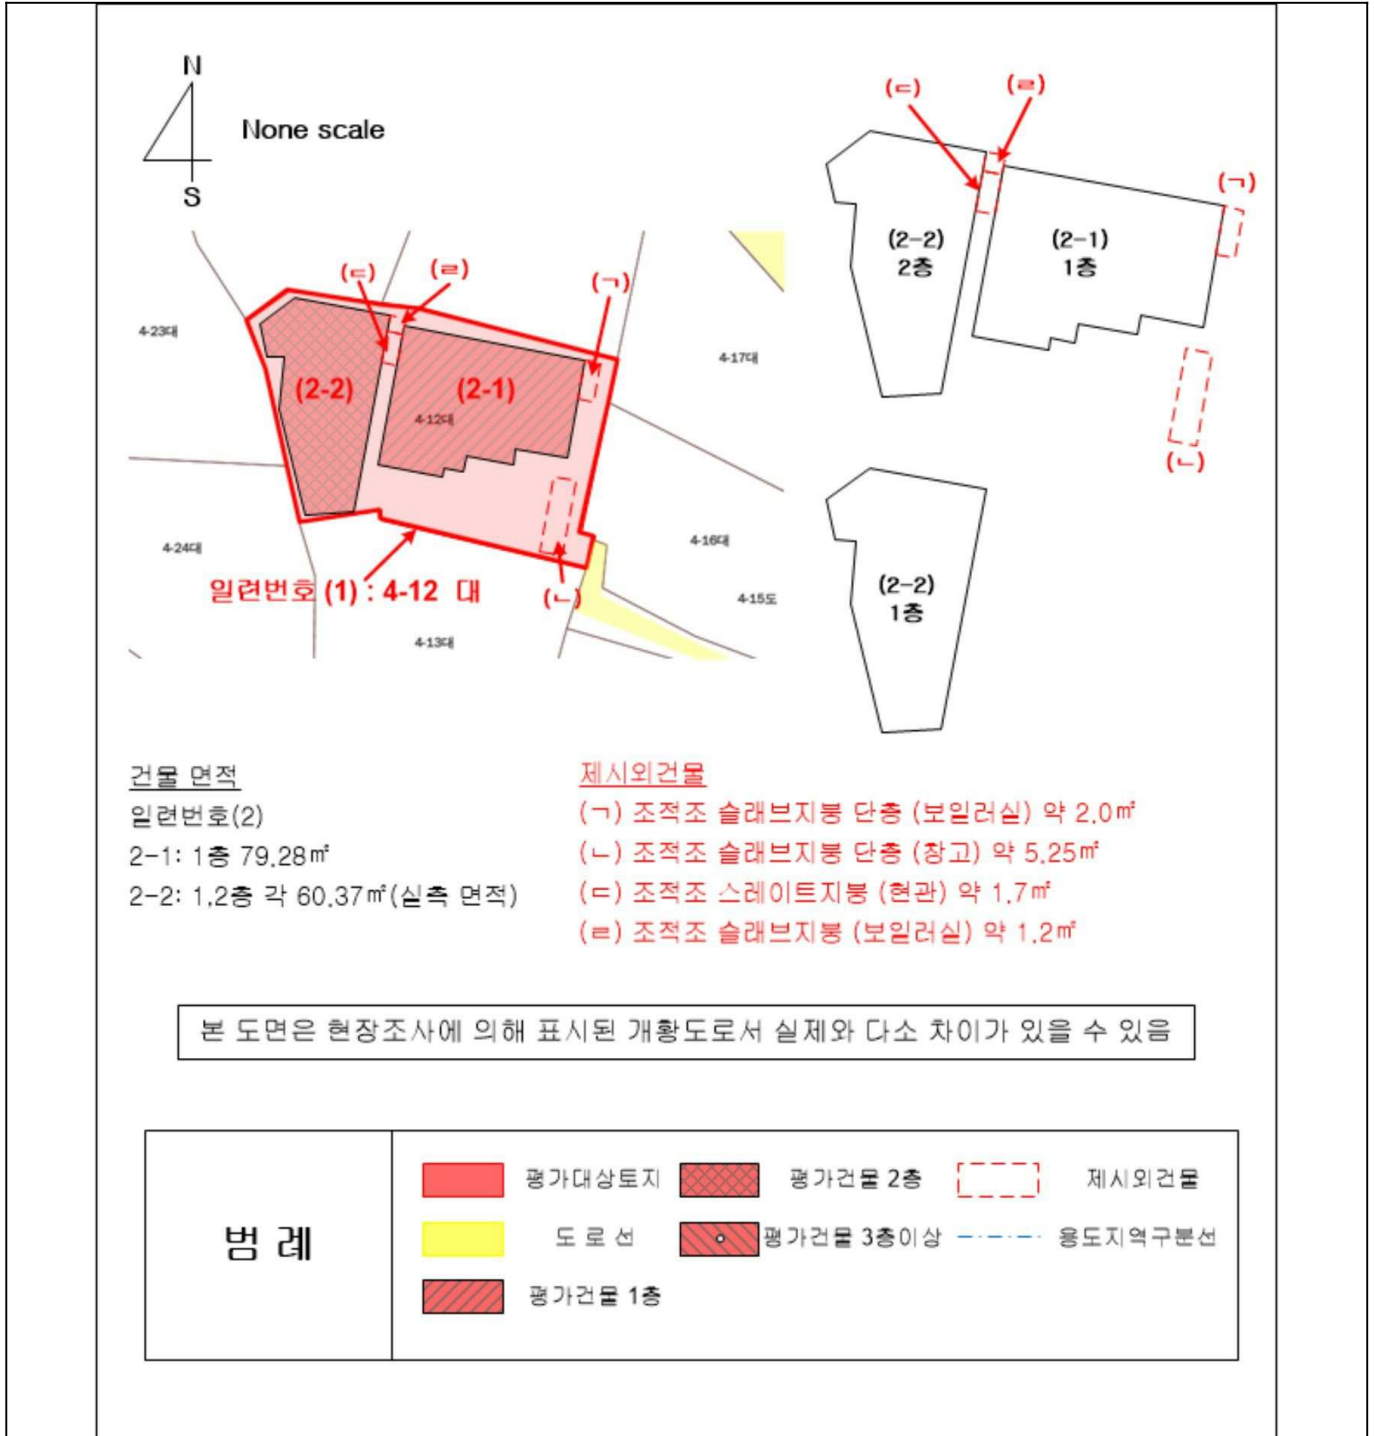 N
None scale
S
(ㄷ)
(ㄹ)
(ㄱ)
4-23대
4-17대
(2-2)
(2-1)
4-12대
4-24대
4-16대
4-15도
일련번호 (1) : 4-12 대
(ㄴ)
4-13대
(ㄷ)
(ㄹ)
(ㄱ)
(2-2)
2층
(2-1)
1층
(ㄴ)
(2-2)
1층
건물 면적
일련번호(2)
2-1: 1층 79.28㎡
2-2: 1,2층 각 60.37㎡(실측 면적)
제시외건물
(ㄱ) 조적조 슬래브지붕 단층 (보일러실) 약 2.0㎡
(ㄴ) 조적조 슬래브지붕 단층 (창고) 약 5.25㎡
(ㄷ) 조적조 스레이트지붕 (현관) 약 1.7㎡
(ㄹ) 조적조 슬래브지붕 (보일러실) 약 1.2㎡
본 도면은 현장조사에 의해 표시된 개황도로서 실제와 다소 차이가 있을 수 있음
범 례
평가대상토지
평가건물 2층
제시외건물
도 로 선
평가건물 3층이상
용도지역구분선
평가건물 1층